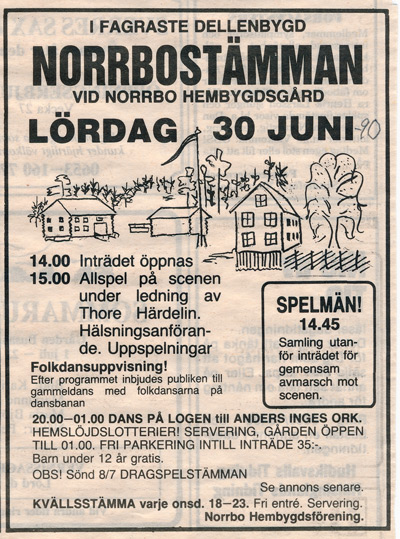 I FAGRASTE DELLENBYGD
NORRBOSTÄMMAN
VID NORRBO HEMBYGDSGÅRD
LÖRDAG 30 JUNI -90
14.00 Inträdet öppnas
15.00 Allspel på scenen
under ledning av
Thore Härdelin.
Hälsningsanföran-
de. Uppspelningar
SPELMÄN!
14.45
Samling utan-
för inträdet för
gemensam
avmarsch mot
scenen.
Folkdansuppvisning!
Efter programmet inbjudes publiken till
gammeldans med folkdansarna på
dansbanan
20.00—01.00 DANS PÅ LOGEN till ANDERS INGES ORK.
HEMSLÖJDSLOTTERIER! SERVERING, GÅRDEN ÖPPEN
TILL 01.00. FRI PARKERING INTILL INTRÄDE 35:-.
Barn under 12 år gratis.
OBS! Sönd 8/7 DRAGSPELSTÄMMAN
Se annons senare.
KVÄLLSSTÄMMA varje onsd. 18—23. Fri entré. Servering.
Norrbo Hembygdsförening.